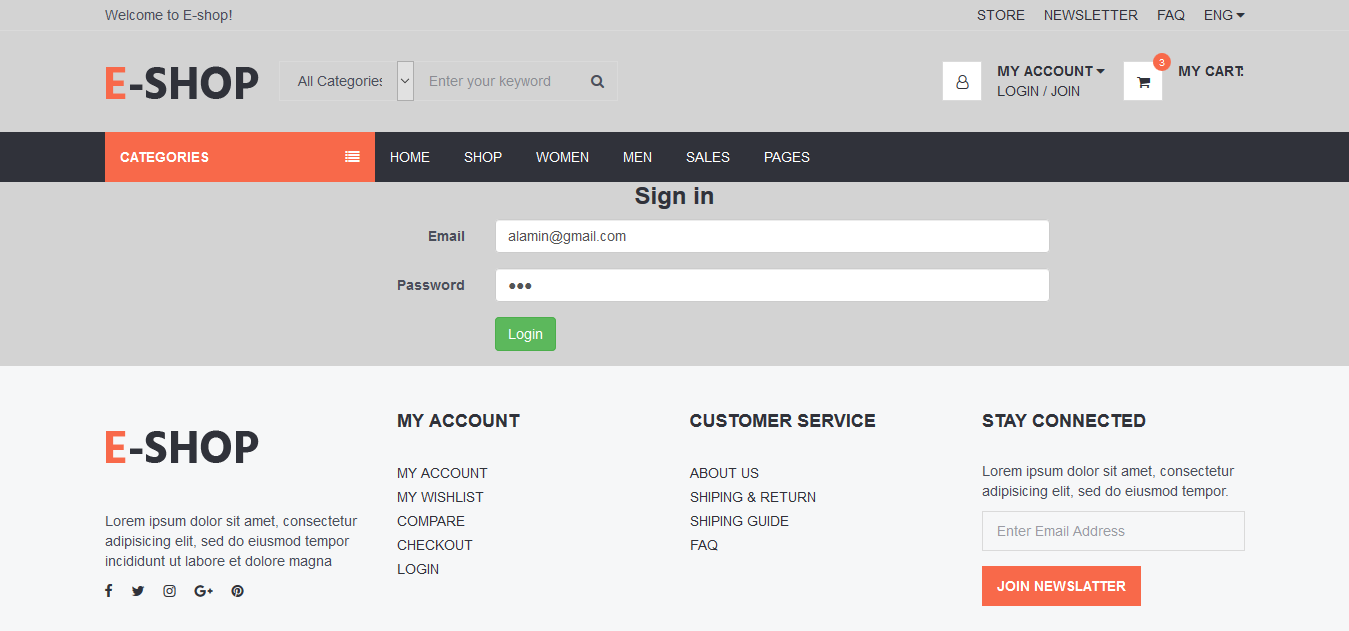 Welcome to E-shop!
STORE NEWSLETTER FAQ ENG
E-SHOP
All Categories
Enter your keyword
MY ACCOUNT
LOGIN / JOIN
3
MY CART:
CATEGORIES
HOME SHOP WOMEN MEN SALES PAGES
Sign in
Email
alamin@gmail.com
Password
Login
E-SHOP
Lorem ipsum dolor sit amet, consectetur
adipisicing elit, sed do eiusmod tempor
incididunt ut labore et dolore magna
MY ACCOUNT
MY ACCOUNT
MY WISHLIST
COMPARE
CHECKOUT
LOGIN
CUSTOMER SERVICE
ABOUT US
SHIPING & RETURN
SHIPING GUIDE
FAQ
STAY CONNECTED
Lorem ipsum dolor sit amet, consectetur
adipisicing elit, sed do eiusmod tempor.
Enter Email Address
JOIN NEWSLATTER